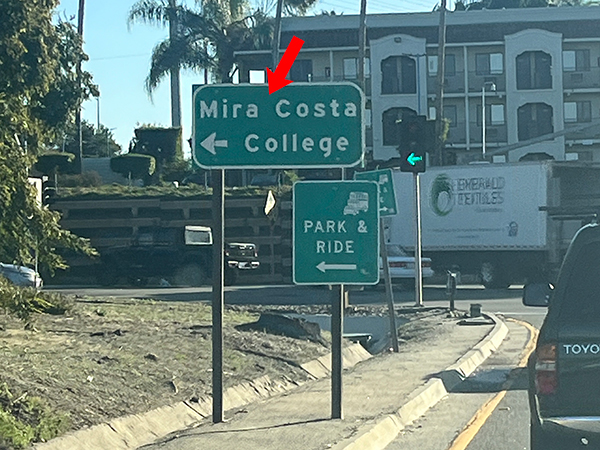 Mira Costa
College
PARK &
RIDE
EMERALD
TEXTILES
TOYO